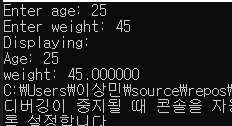 Enter age: 25
Enter weight: 45
Displaying:
Age: 25
weight: 45.000000
C:₩Users₩이상민₩source₩repos₩
디버깅이 중지될 때 콘솔을 자동
록 설정합니다